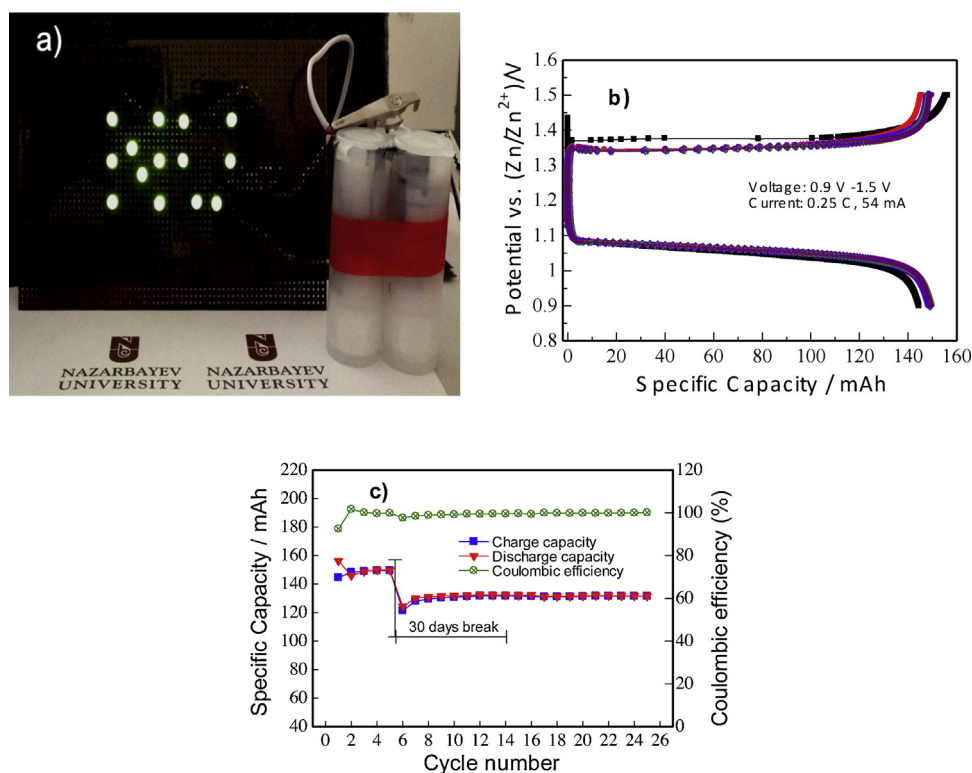 a)
NAZARBAYEV
UNIVERSITY
NAZARBAYEV
UNIVERSITY
b)
Potential vs. (Zn/Zn²⁺)/V
1.6
1.5
1.4
1.3
1.2
1.1
1.0
0.9
0.8
Voltage: 0.9 V -1.5 V
Current: 0.25 C, 54 mA
0 20 40 60 80 100 120 140 160
Specific Capacity / mAh
c)
Specific Capacity / mAh
220
200
180
160
140
120
100
80
60
40
Charge capacity
Discharge capacity
Coulombic efficiency
30 days break
120
100
80
60
40
20
0
Coulombic efficiency (%)
0 2 4 6 8 10 12 14 16 18 20 22 24 26
Cycle number